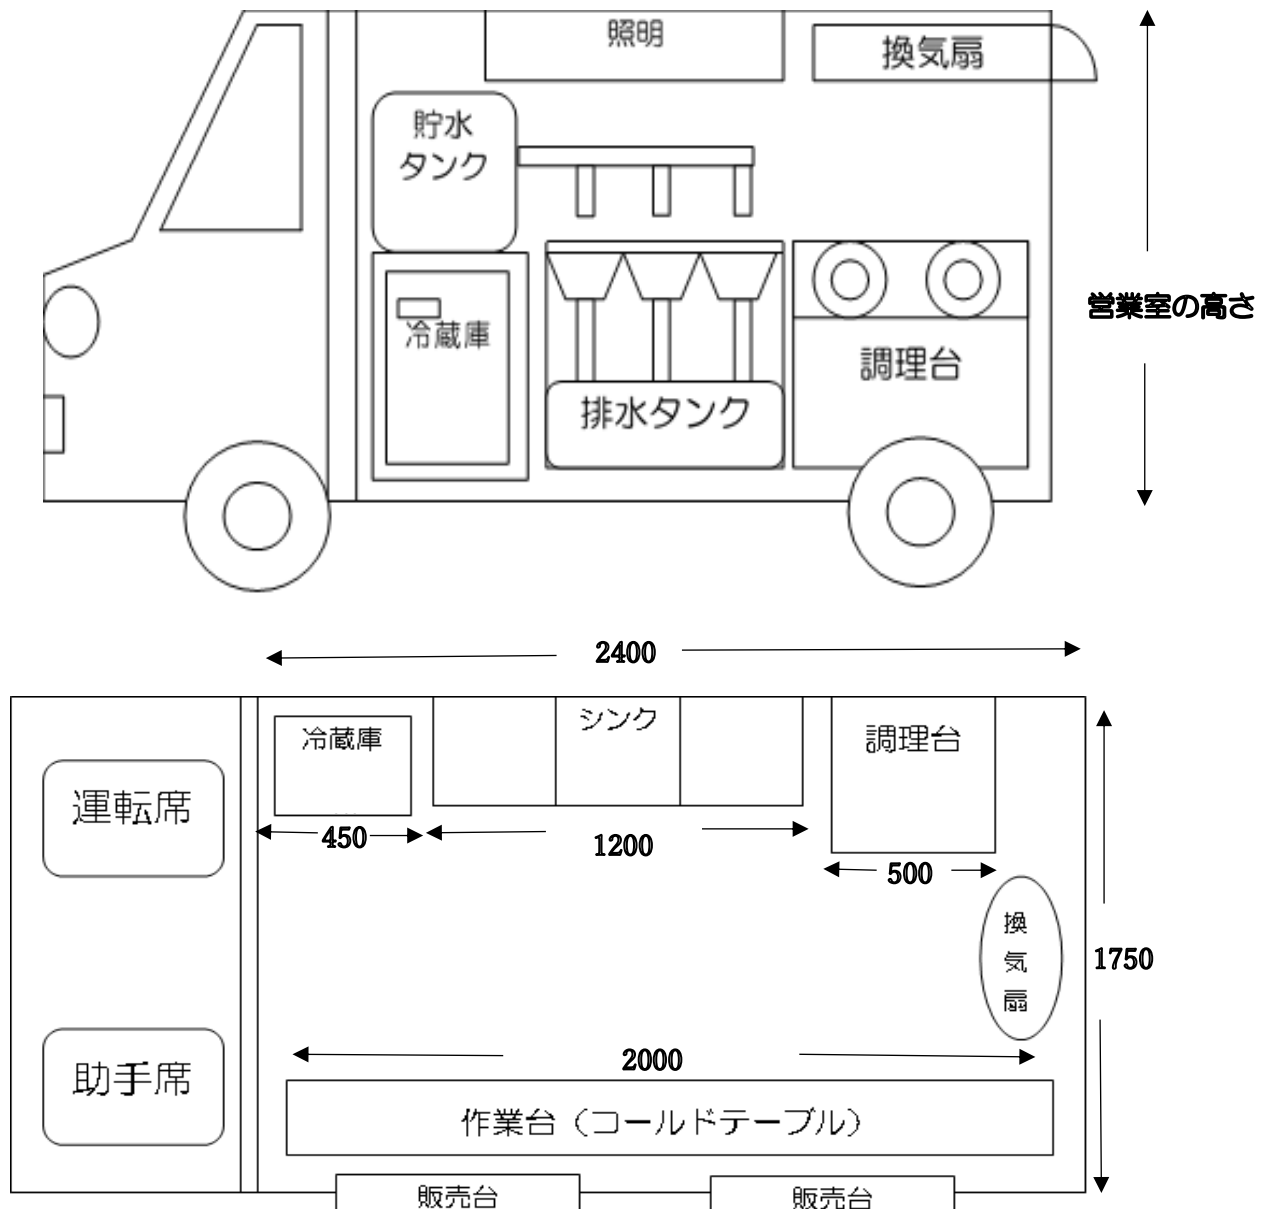 照明
換気扇
貯水
タンク
冷蔵庫
営業室の高さ
調理台
排水タンク
2400
シンク
冷蔵庫
調理台
運転席
450
1200
500
換
気
扇
1750
2000
助手席
作業台（コールドテーブル）
販売台
販売台